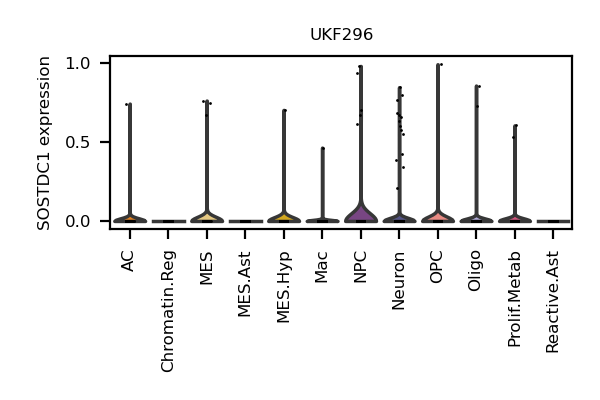 UKF296
SOSTDC1 expression
1.0
0.5
0.0
AC
Chromatin.Reg
MES
MES.Ast
MES.Hyp
Mac
NPC
Neuron
OPC
Oligo
Prolif.Metab
Reactive.Ast